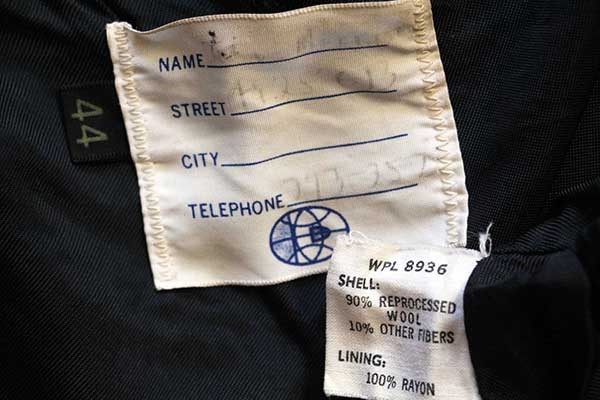 NAME
STREET
CITY
TELEPHONE
44
WPL 8936
SHELL:
90% REPROCESSED
WOOL
10% OTHER FIBERS
LINING:
100% RAYON